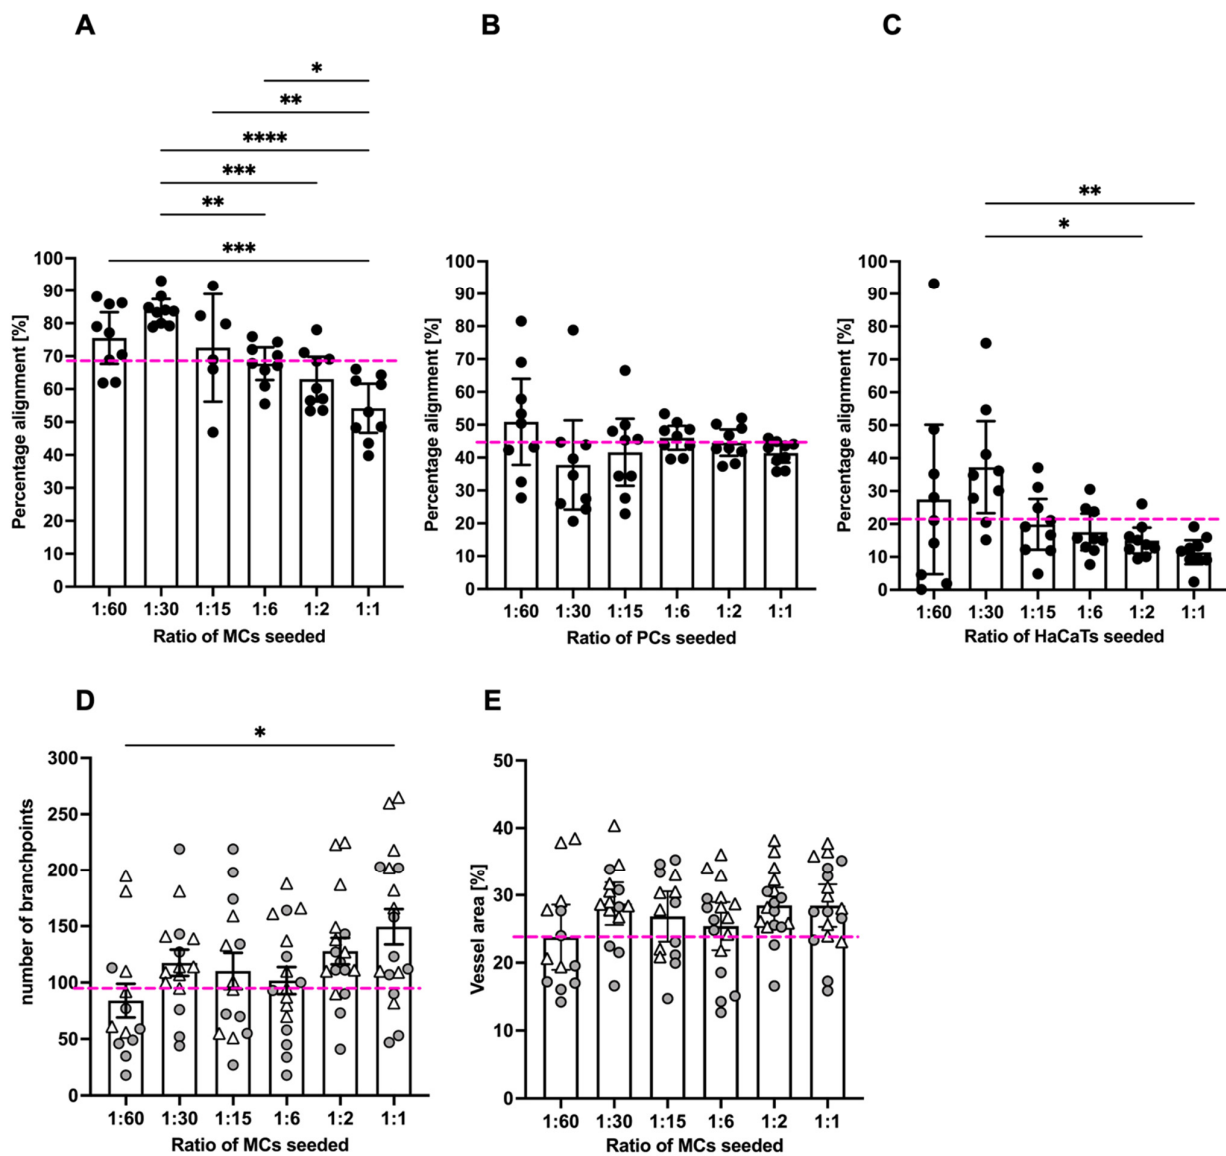 A
B
C
*
**
****
***
**
***
**
*
100
90
80
70
60
50
40
30
20
10
0
Percentage alignment [%]
1:60 1:30 1:15 1:6 1:2 1:1
Ratio of MCs seeded
100
90
80
70
60
50
40
30
20
10
0
Percentage alignment [%]
1:60 1:30 1:15 1:6 1:2 1:1
Ratio of PCs seeded
100
90
80
70
60
50
40
30
20
10
0
Percentage alignment [%]
1:60 1:30 1:15 1:6 1:2 1:1
Ratio of HaCaTs seeded
D
E
*
300
250
200
150
100
50
0
number of branchpoints
1:60 1:30 1:15 1:6 1:2 1:1
Ratio of MCs seeded
50
40
30
20
10
0
Vessel area [%]
1:60 1:30 1:15 1:6 1:2 1:1
Ratio of MCs seeded